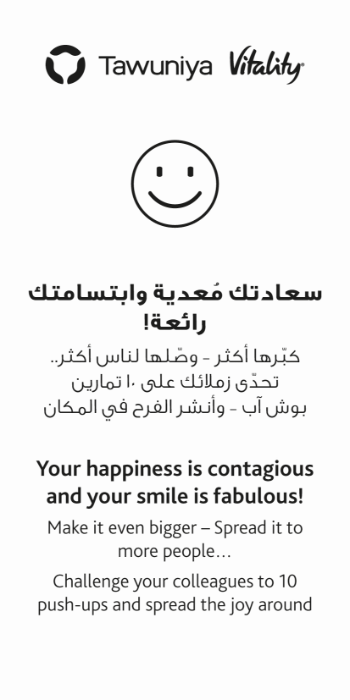 Tawuniya Vitality
سعادتك مُعدية وابتسامتك
رائعة!
كبّرها أكثر - وصّلها لناس أكثر..
تحدّى زملائك على ١٠ تمارين
بوش آب - وأنشر الفرح في المكان
Your happiness is contagious
and your smile is fabulous!
Make it even bigger – Spread it to
more people...
Challenge your colleagues to 10
push-ups and spread the joy around